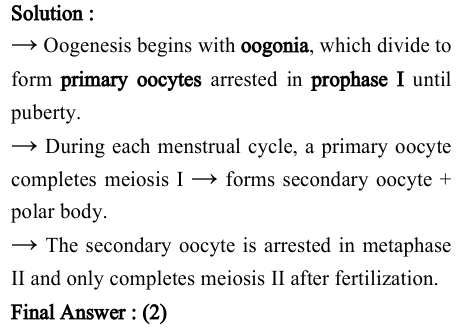 Solution :
→ Oogenesis begins with oogonia, which divide to
form primary oocytes arrested in prophase I until
puberty.
→ During each menstrual cycle, a primary oocyte
completes meiosis I → forms secondary oocyte +
polar body.
→ The secondary oocyte is arrested in metaphase
II and only completes meiosis II after fertilization.
Final Answer : (2)